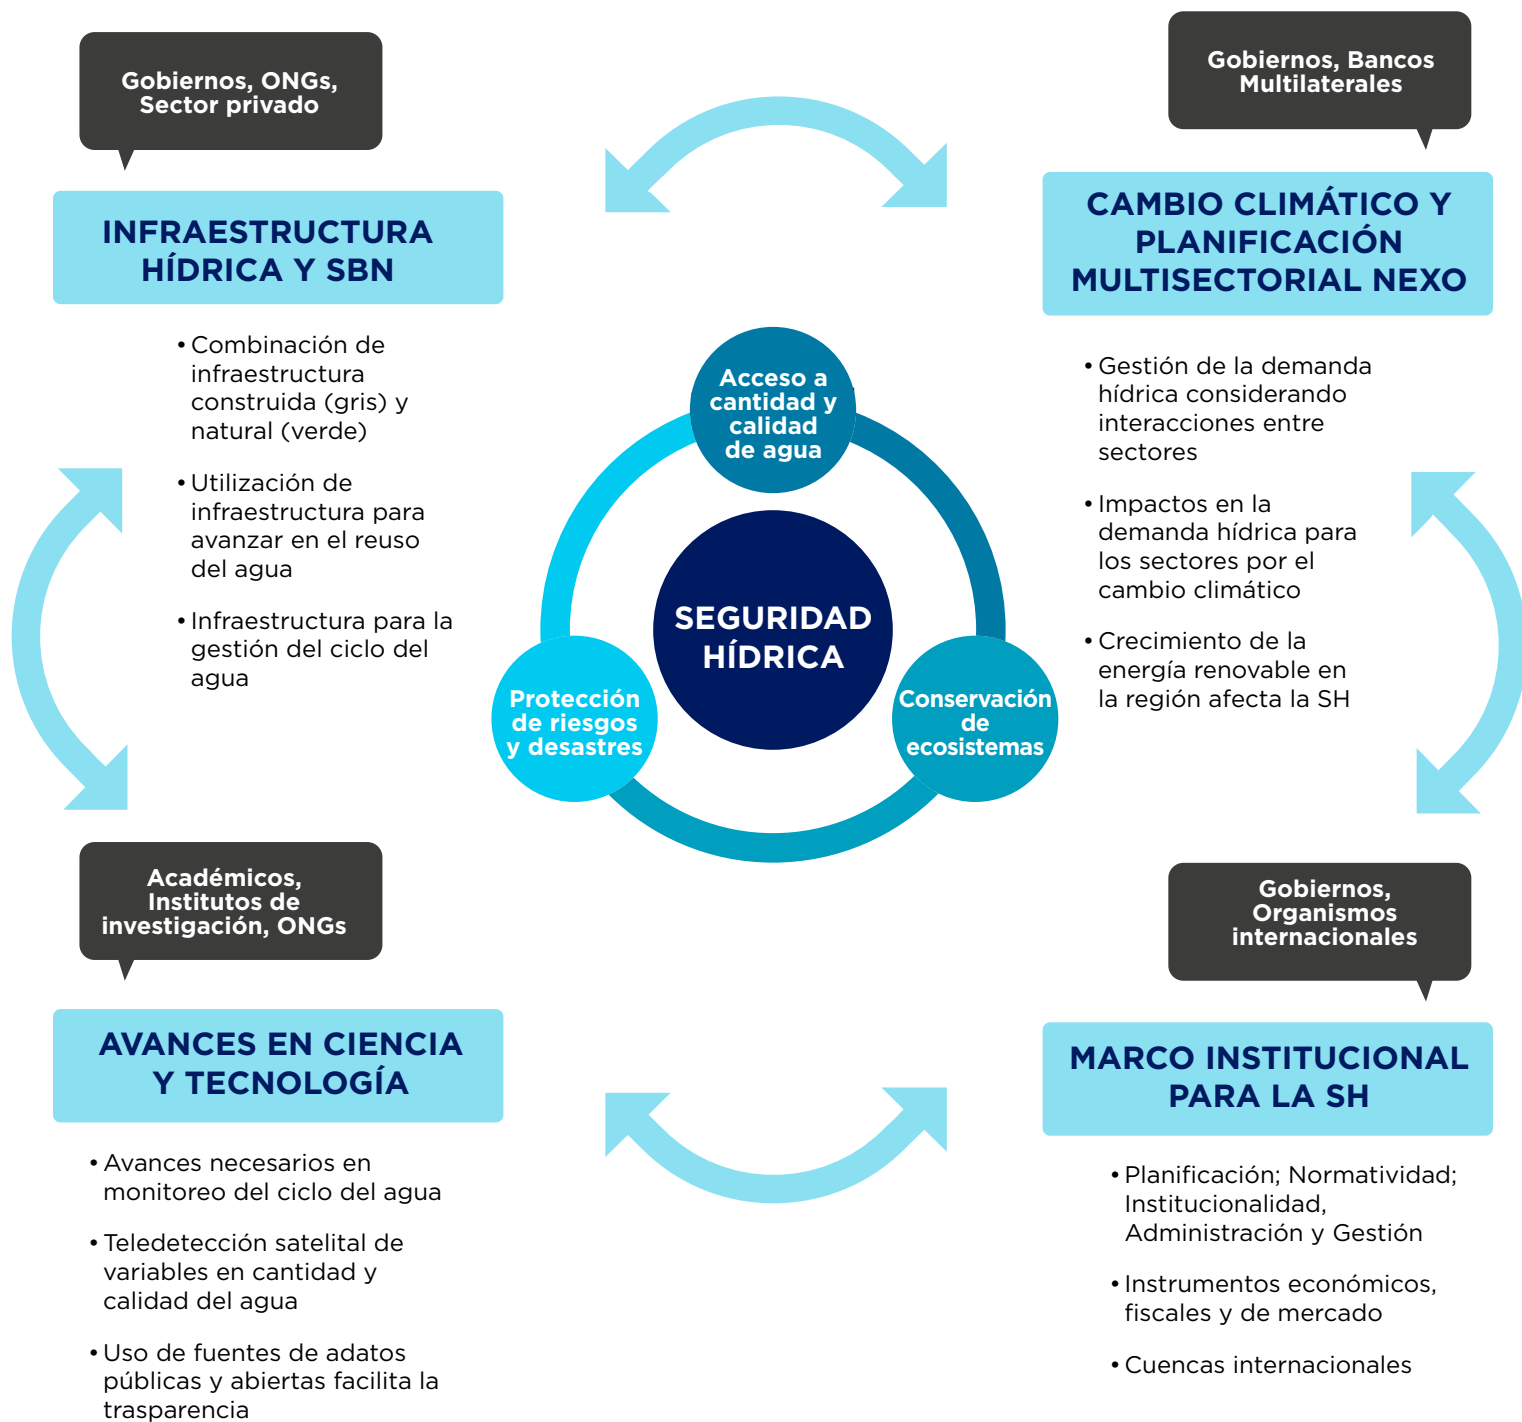 Gobiernos, ONGs,
Sector privado
INFRAESTRUCTURA
HÍDRICA Y SBN
• Combinación de
infraestructura
construida (gris) y
natural (verde)
• Utilización de
infraestructura para
avanzar en el reuso
del agua
• Infraestructura para la
gestión del ciclo del
agua
Gobiernos, Bancos
Multilaterales
CAMBIO CLIMÁTICO Y
PLANIFICACIÓN
MULTISECTORIAL NEXO
• Gestión de la demanda
hídrica considerando
interacciones entre
sectores
• Impactos en la
demanda hídrica para
los sectores por el
cambio climático
• Crecimiento de la
energía renovable en
la región afecta la SH
Acceso a
cantidad y
calidad
de agua
SEGURIDAD
HÍDRICA
Protección
de riesgos
y desastres
Conservación
de
ecosistemas
Académicos,
Institutos de
investigación, ONGs
AVANCES EN CIENCIA
Y TECNOLOGÍA
• Avances necesarios en
monitoreo del ciclo del agua
• Teledetección satelital de
variables en cantidad y
calidad del agua
• Uso de fuentes de adatos
públicas y abiertas facilita la
trasparencia
Gobiernos,
Organismos
internacionales
MARCO INSTITUCIONAL
PARA LA SH
• Planificación; Normatividad;
Institucionalidad,
Administración y Gestión
• Instrumentos económicos,
fiscales y de mercado
• Cuencas internacionales